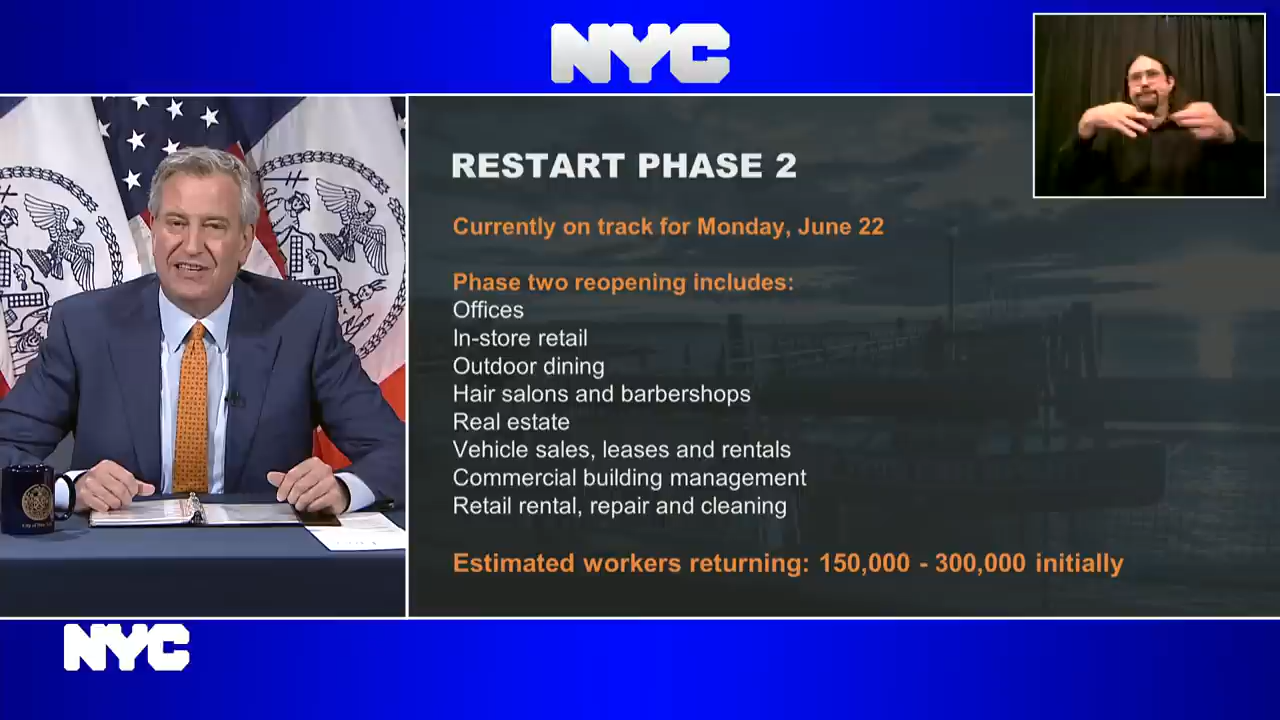 NYC
RESTART PHASE 2
Currently on track for Monday, June 22
Phase two reopening includes:
Offices
In-store retail
Outdoor dining
Hair salons and barbershops
Real estate
Vehicle sales, leases and rentals
Commercial building management
Retail rental, repair and cleaning
Estimated workers returning: 150,000 - 300,000 initially
NYC